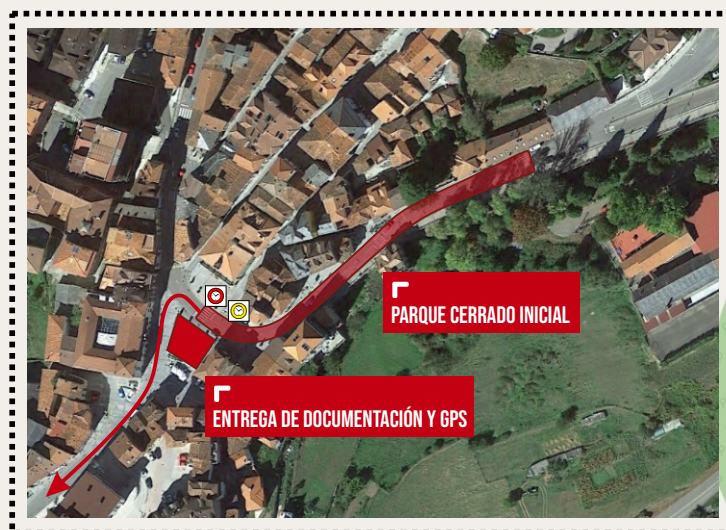 PARQUE CERRADO INICIAL
ENTREGA DE DOCUMENTACIÓN Y GPS